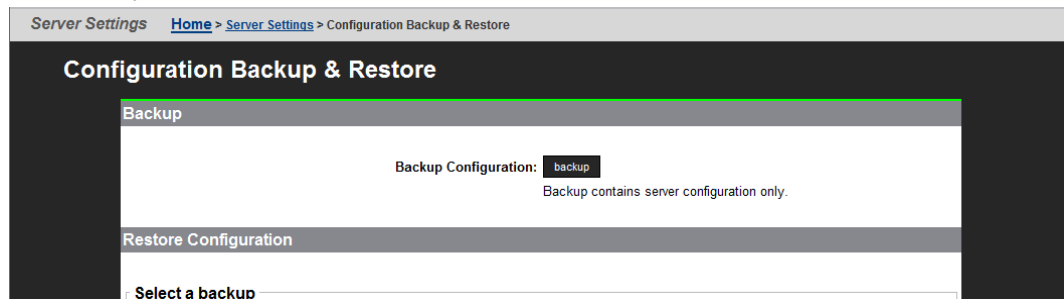 Server Settings Home > Server Settings > Configuration Backup & Restore
Configuration Backup & Restore
Backup
Backup Configuration: backup
Backup contains server configuration only.
Restore Configuration
Select a backup